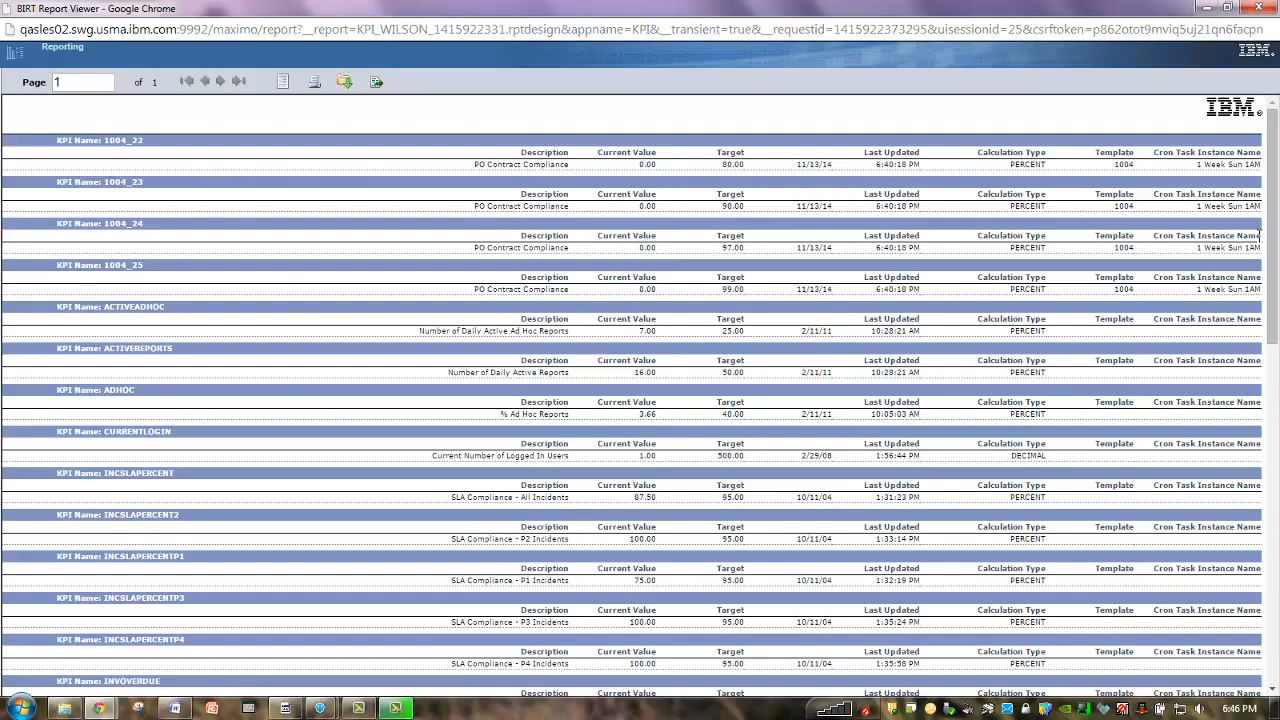 BIRT Report Viewer - Google Chrome
qasles02.swg.usma.ibm.com:9992/maximo/report?__report=KPI_WILSON_1415922331.rptdesign&appname=KPI&__transient=true&__requestid=1415922373295&uisessionid=25&csrftoken=p862otot9mviq5uj21qn6facpn
Reporting IBM
Page 1 of 1
IBM
KPI Name: 1004_22
Description Current Value Target Last Updated Calculation Type Template Cron Task Instance Name
PO Contract Compliance 0.00 80.00 11/13/14 6:40:18 PM PERCENT 1004 1 Week Sun 1AM
KPI Name: 1004_23
Description Current Value Target Last Updated Calculation Type Template Cron Task Instance Name
PO Contract Compliance 0.00 90.00 11/13/14 6:40:18 PM PERCENT 1004 1 Week Sun 1AM
KPI Name: 1004_24
Description Current Value Target Last Updated Calculation Type Template Cron Task Instance Name
PO Contract Compliance 0.00 97.00 11/13/14 6:40:18 PM PERCENT 1004 1 Week Sun 1AM
KPI Name: 1004_25
Description Current Value Target Last Updated Calculation Type Template Cron Task Instance Name
PO Contract Compliance 0.00 99.00 11/13/14 6:40:18 PM PERCENT 1004 1 Week Sun 1AM
KPI Name: ACTIVEADHOC
Description Current Value Target Last Updated Calculation Type Template Cron Task Instance Name
Number of Daily Active Ad Hoc Reports 7.00 25.00 2/11/11 10:28:21 AM PERCENT
KPI Name: ACTIVEREPORTS
Description Current Value Target Last Updated Calculation Type Template Cron Task Instance Name
Number of Daily Active Reports 16.00 50.00 2/11/11 10:28:21 AM PERCENT
KPI Name: ADHOC
Description Current Value Target Last Updated Calculation Type Template Cron Task Instance Name
% Ad Hoc Reports 3.66 40.00 2/11/11 10:05:03 AM PERCENT
KPI Name: CURRENTLOGIN
Description Current Value Target Last Updated Calculation Type Template Cron Task Instance Name
Current Number of Logged In Users 1.00 500.00 2/29/08 1:56:44 PM DECIMAL
KPI Name: INCSLAPERCENT
Description Current Value Target Last Updated Calculation Type Template Cron Task Instance Name
SLA Compliance - All Incidents 87.50 95.00 10/11/04 1:31:23 PM PERCENT
KPI Name: INCSLAPERCENT2
Description Current Value Target Last Updated Calculation Type Template Cron Task Instance Name
SLA Compliance - P2 Incidents 100.00 95.00 10/11/04 1:33:14 PM PERCENT
KPI Name: INCSLAPERCENTP1
Description Current Value Target Last Updated Calculation Type Template Cron Task Instance Name
SLA Compliance - P1 Incidents 75.00 95.00 10/11/04 1:32:19 PM PERCENT
KPI Name: INCSLAPERCENTP3
Description Current Value Target Last Updated Calculation Type Template Cron Task Instance Name
SLA Compliance - P3 Incidents 100.00 95.00 10/11/04 1:35:24 PM PERCENT
KPI Name: INCSLAPERCENTP4
Description Current Value Target Last Updated Calculation Type Template Cron Task Instance Name
SLA Compliance - P4 Incidents 100.00 95.00 10/11/04 1:35:58 PM PERCENT
KPI Name: INVOVERDUE
Description Current Value Target Last Updated Calculation Type Template Cron Task Instance Name
6:46 PM